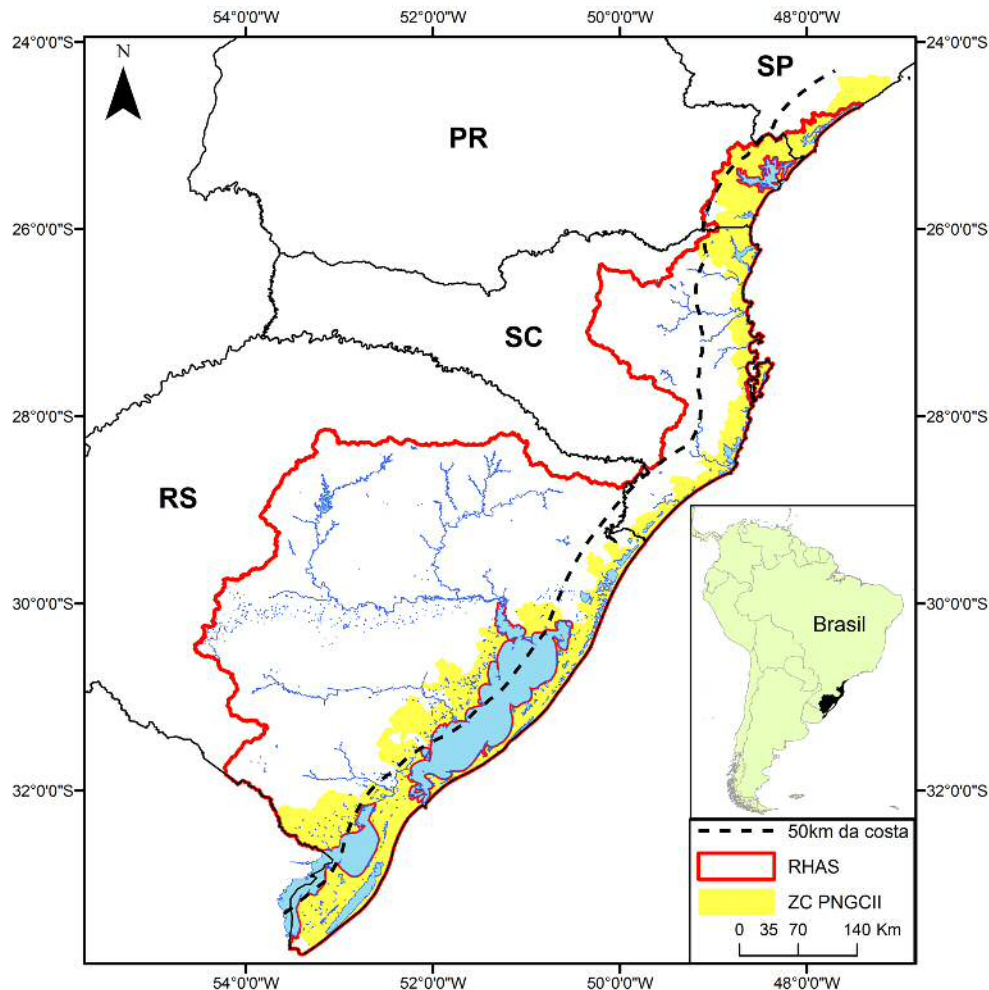 54°0'0"W 52°0'0"W 50°0'0"W 48°0'0"W
24°0'0"S 24°0'0"S
N
SP
PR
26°0'0"S 26°0'0"S
SC
28°0'0"S 28°0'0"S
RS
30°0'0"S 30°0'0"S
Brasil
32°0'0"S 32°0'0"S
50km da costa
RHAS
ZC PNGCII
0 35 70 140 Km
54°0'0"W 52°0'0"W 50°0'0"W 48°0'0"W